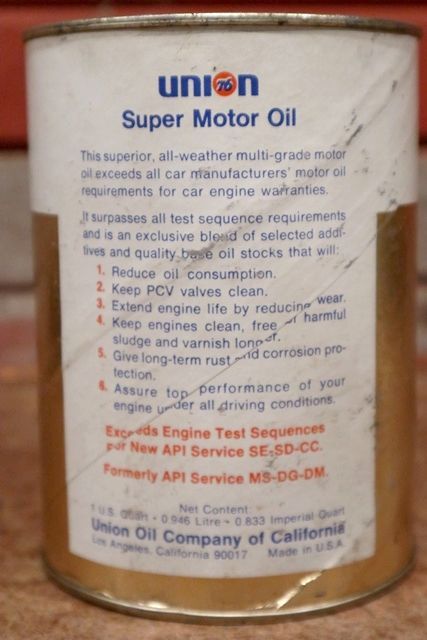 union 76
Super Motor Oil
This superior, all-weather multi-grade motor
oil exceeds all car manufacturers' motor oil
requirements for car engine warranties.
It surpasses all test sequence requirements
and is an exclusive blend of selected addi-
tives and quality base oil stocks that will:
1. Reduce oil consumption.
2. Keep PCV valves clean.
3. Extend engine life by reducing wear.
4. Keep engines clean, free of harmful
sludge and varnish longer.
5. Give long-term rust and corrosion pro-
tection.
6. Assure top performance of your
engine under all driving conditions.
Exceeds Engine Test Sequences
for New API Service SE-SD-CC.
Formerly API Service MS-DG-DM.
Net Content:
1 U.S. Quart - 0.946 Litre - 0.833 Imperial Quart
Union Oil Company of California
Los Angeles, California 90017 Made in U.S.A.